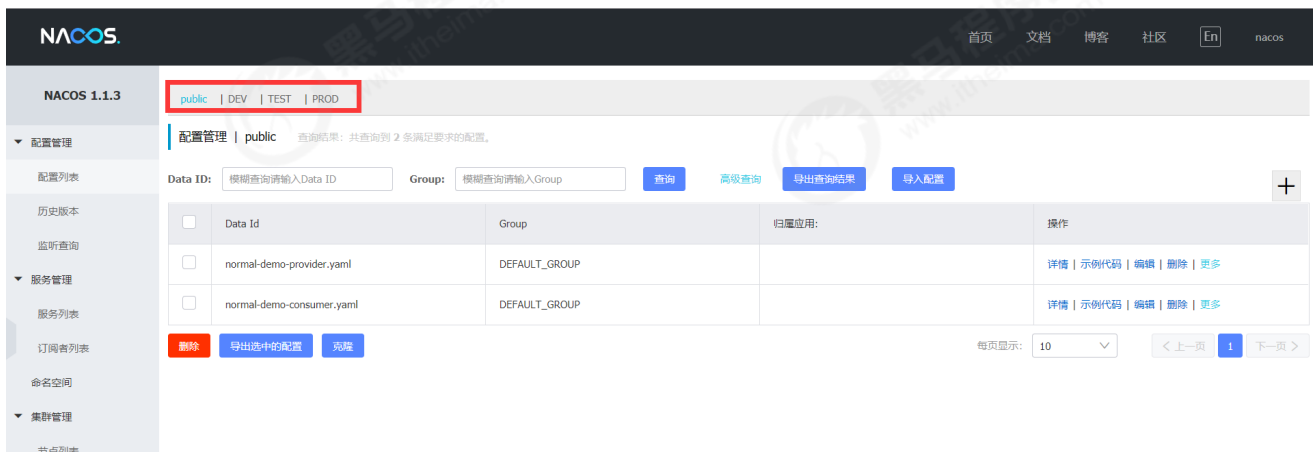 NACOS. 首页 文档 博客 社区 En nacos
NACOS 1.1.3
public | DEV | TEST | PROD
配置管理 | public 查询结果：共查询到 2 条满足要求的配置。
Data ID: 模糊查询请输入Data ID Group: 模糊查询请输入Group 查询 高级查询 导出查询结果 导入配置
Data Id Group 归属应用: 操作
normal-demo-provider.yaml DEFAULT_GROUP 详情 | 示例代码 | 编辑 | 删除 | 更多
normal-demo-consumer.yaml DEFAULT_GROUP 详情 | 示例代码 | 编辑 | 删除 | 更多
删除 导出选中的配置 克隆 每页显示: 10 < 上一页 1 下一页 >
配置管理
配置列表
历史版本
监听查询
服务管理
服务列表
订阅者列表
命名空间
集群管理
节点列表